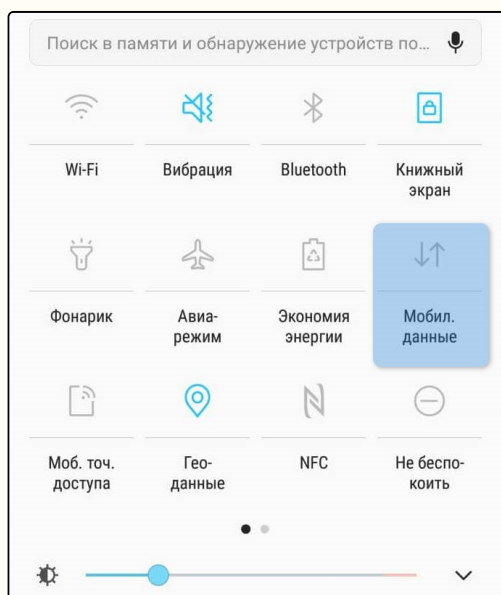 Поиск в памяти и обнаружение устройств по...
Wi-Fi
Вибрация
Bluetooth
Книжный
экран
Фонарик
Авиа-
режим
Экономия
энергии
Мобил.
данные
Моб. точ.
доступа
Гео-
данные
NFC
Не беспо-
коить